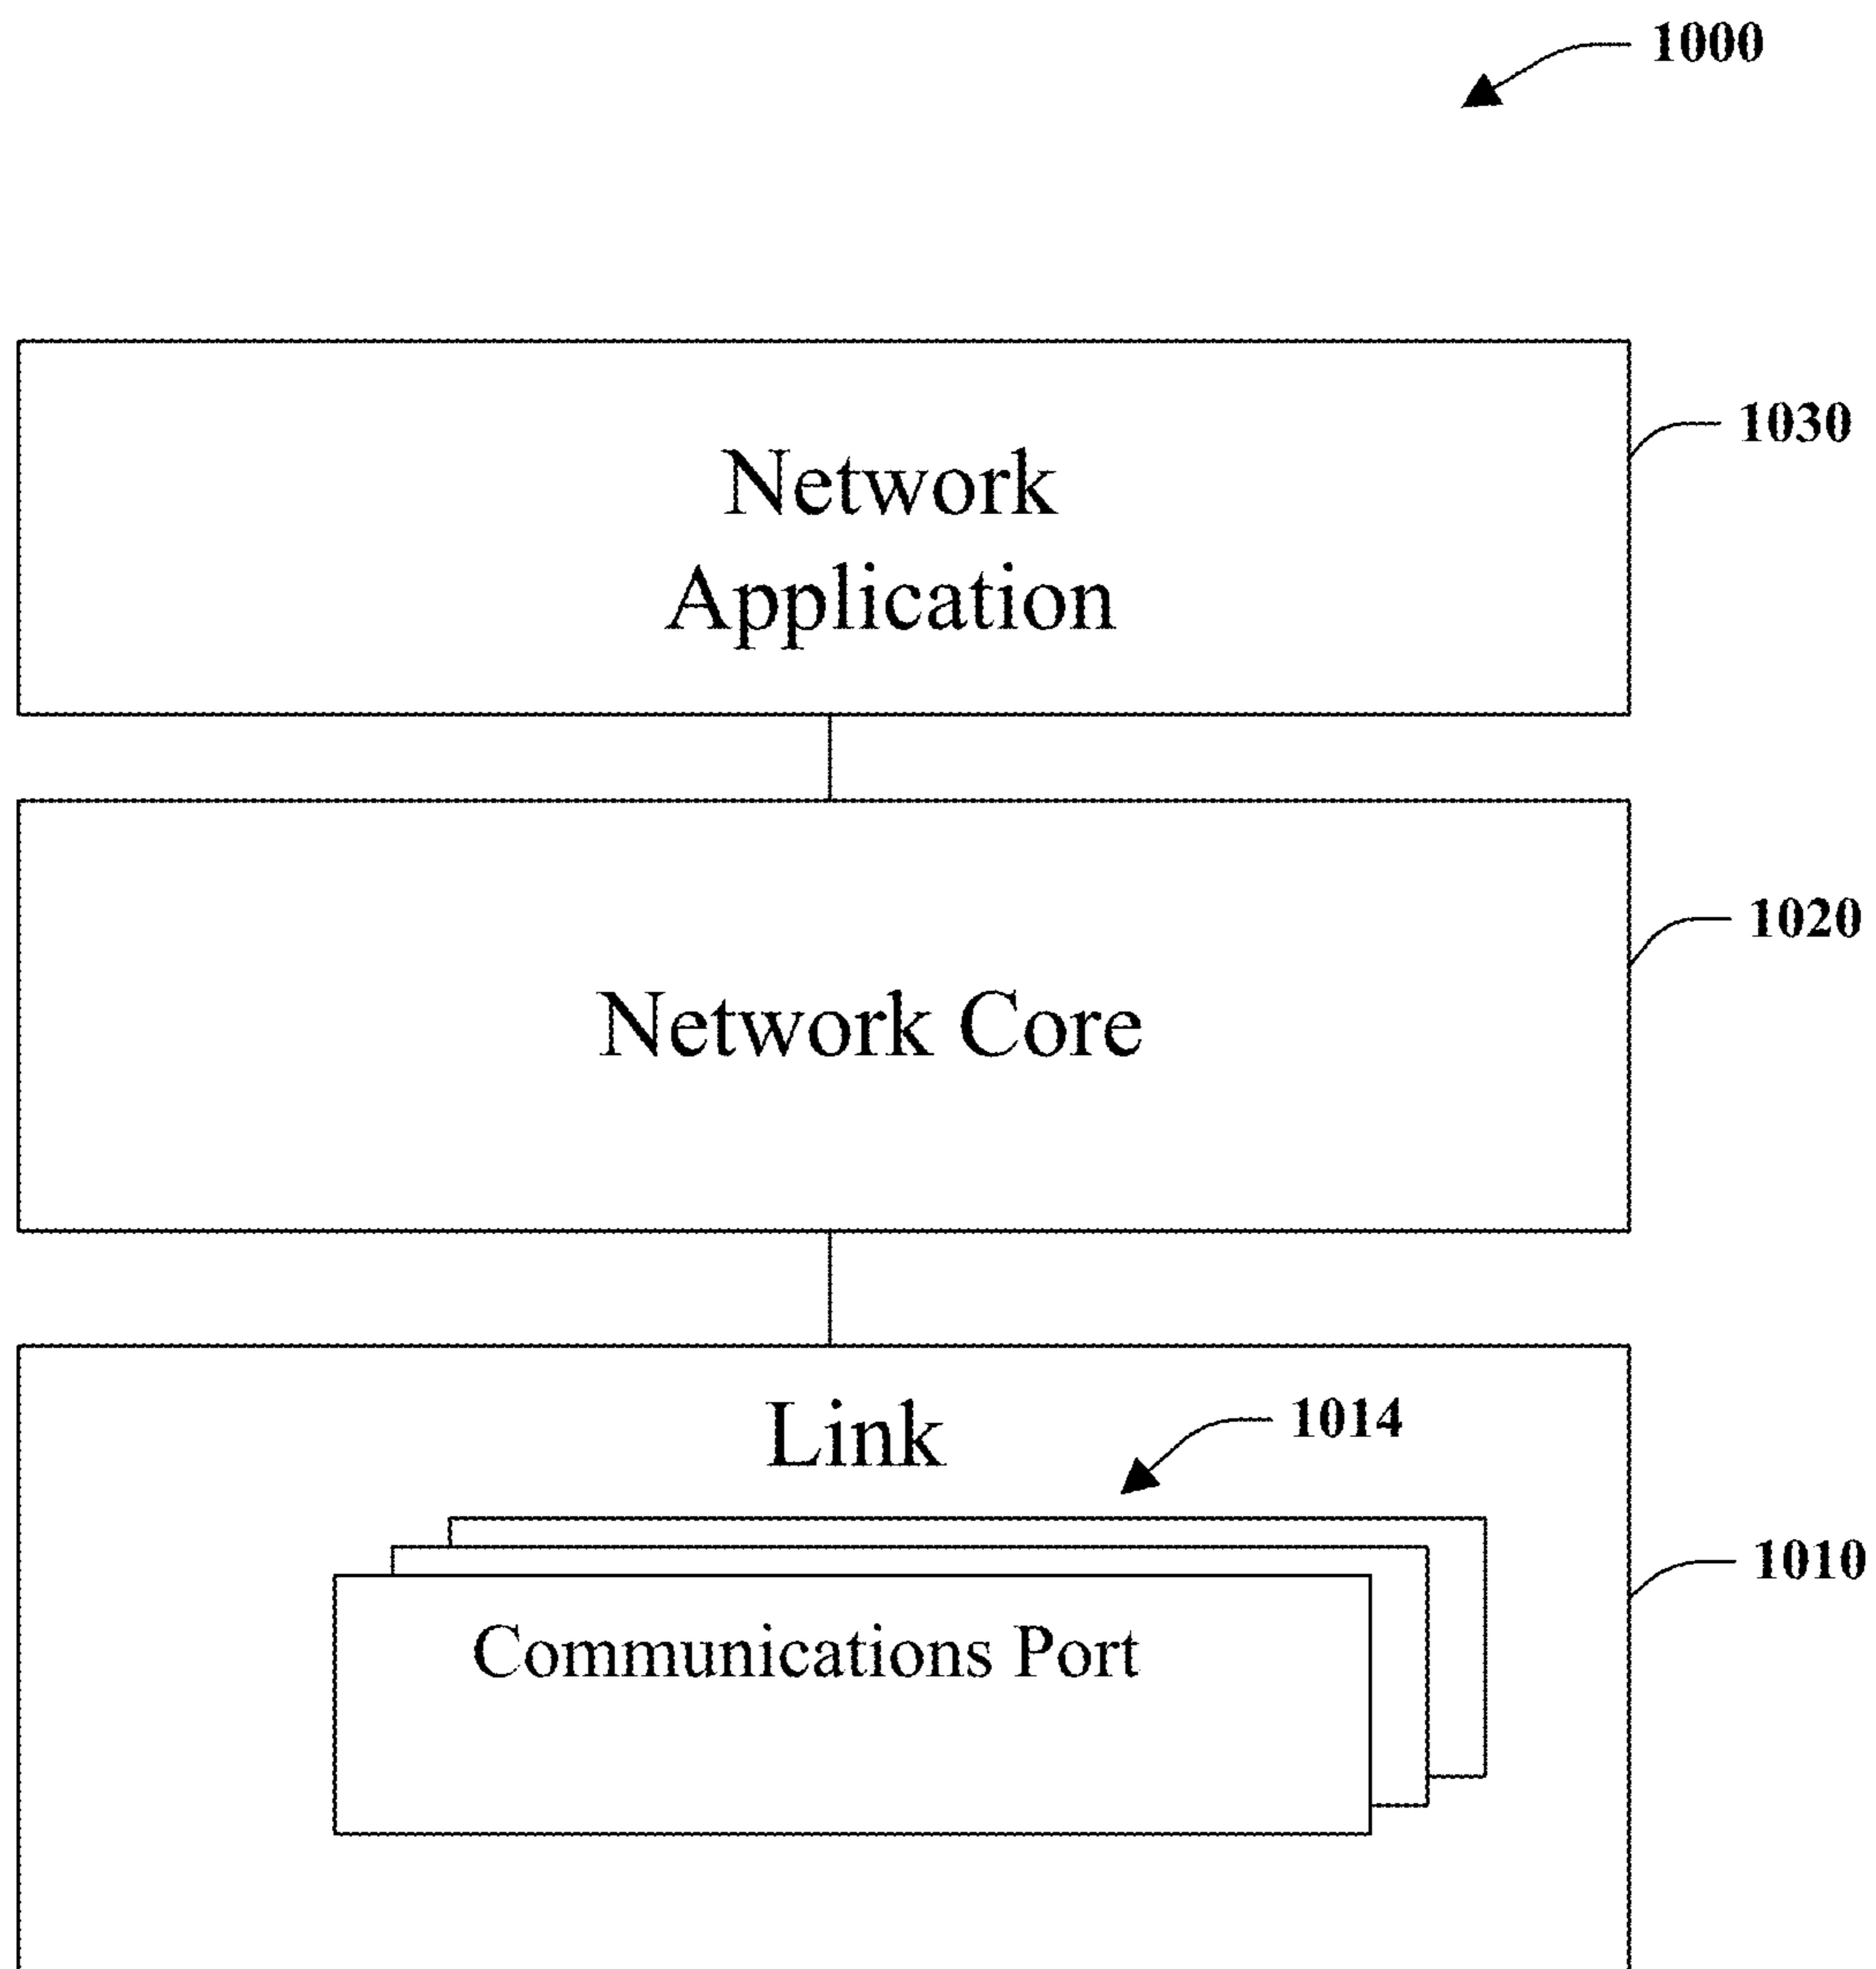 1000
Network
Application
1030
Network Core
1020
Link
1014
Communications Port
1010